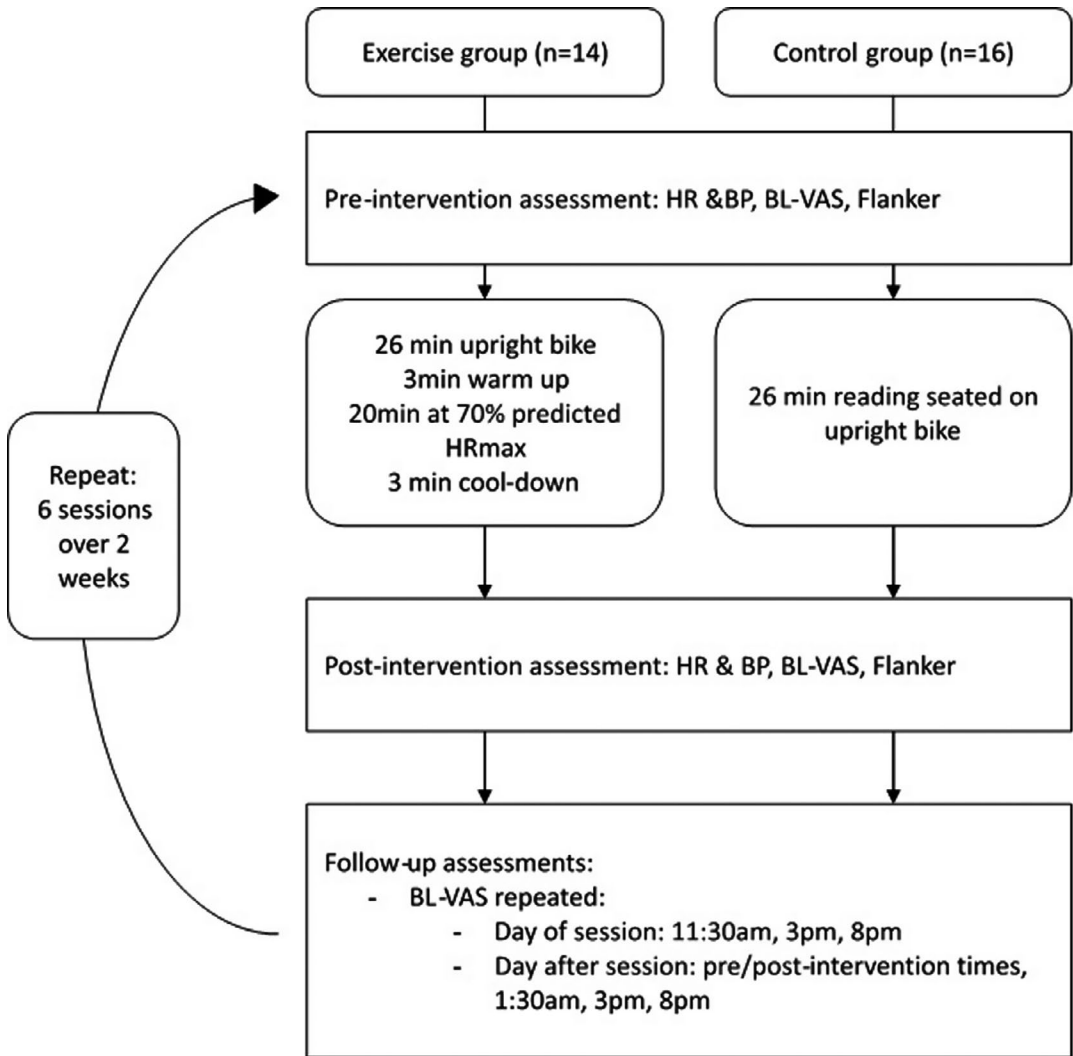 Exercise group (n=14)
Control group (n=16)
Pre-intervention assessment: HR &BP, BL-VAS, Flanker
26 min upright bike
3min warm up
20min at 70% predicted
HRmax
3 min cool-down
26 min reading seated on
upright bike
Repeat:
6 sessions
over 2
weeks
Post-intervention assessment: HR & BP, BL-VAS, Flanker
Follow-up assessments:
- BL-VAS repeated:
- Day of session: 11:30am, 3pm, 8pm
- Day after session: pre/post-intervention times,
1:30am, 3pm, 8pm